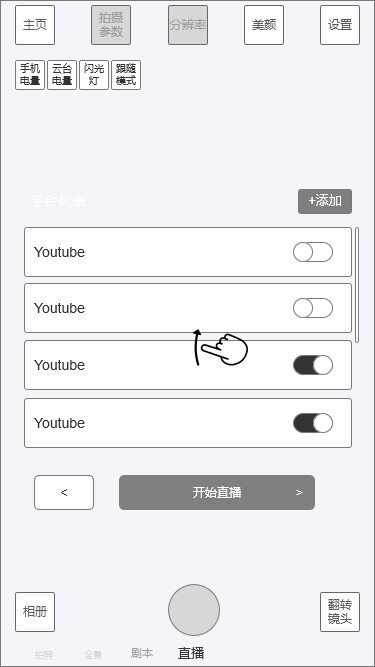 主页
拍摄
参数
分辨率
美颜
设置
手机
电量
云台
电量
闪光
灯
跟随
模式
平台列表
+添加
Youtube
Youtube
Youtube
Youtube
<
开始直播 >
相册
翻转
镜头
拍照
全景
剧本
直播